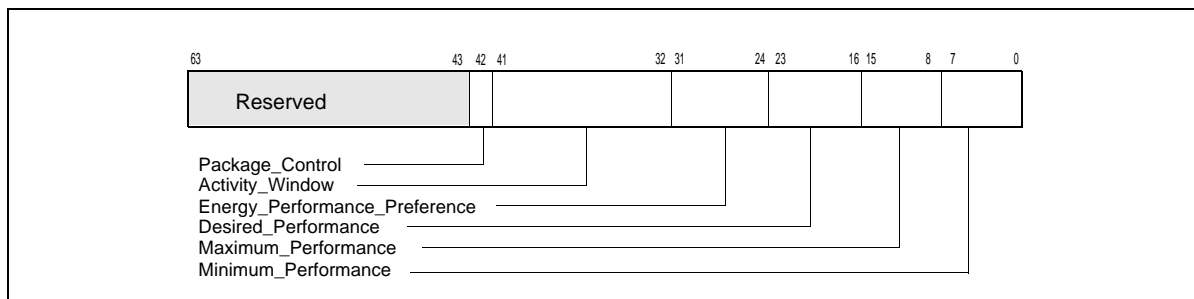 63 43 42 41 32 31 24 23 16 15 8 7 0
Reserved
Package_Control
Activity_Window
Energy_Performance_Preference
Desired_Performance
Maximum_Performance
Minimum_Performance